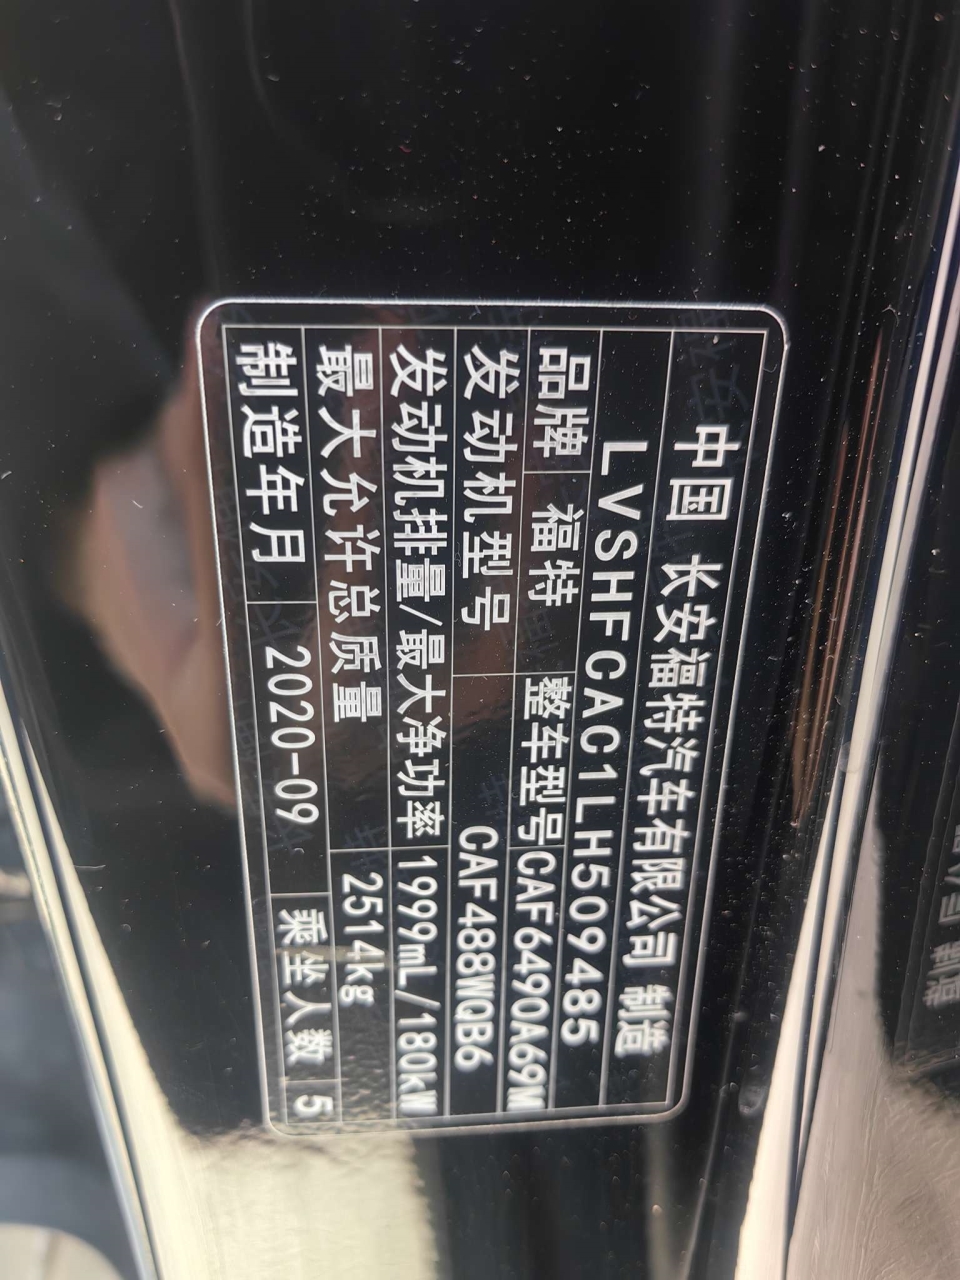 中国 长安福特汽车有限公司 制造
LVSHFCAC1LH509485
品牌 福特 整车型号 CAF6490A69M
发动机型号 CAF488WQB6
发动机排量/最大净功率 1999mL/180kW
最大允许总质量 2514kg
制造年月 2020-09 乘坐人数 5